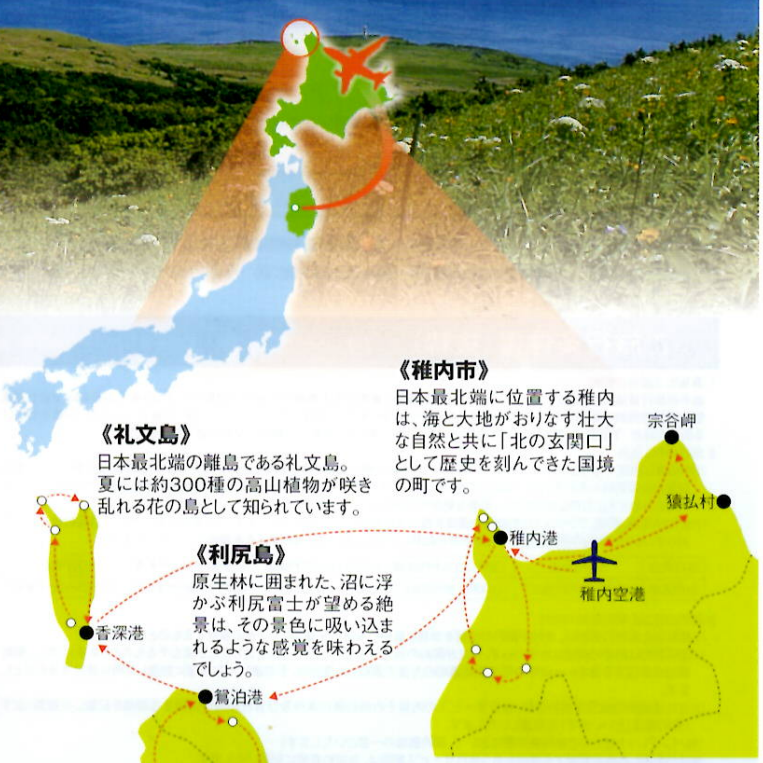 《稚内市》
日本最北端に位置する稚内
は、海と大地がおりなす壮大
な自然と共に「北の玄関口」
として歴史を刻んできた国境
の町です。
《礼文島》
日本最北端の離島である礼文島。
夏には約300種の高山植物が咲き
乱れる花の島として知られています。
《利尻島》
原生林に囲まれた、沼に浮
かぶ利尻富士が望める絶
景は、その景色に吸い込ま
れるような感覚を味わえる
でしょう。
宗谷岬
猿払村
稚内港
稚内空港
香深港
鴛泊港